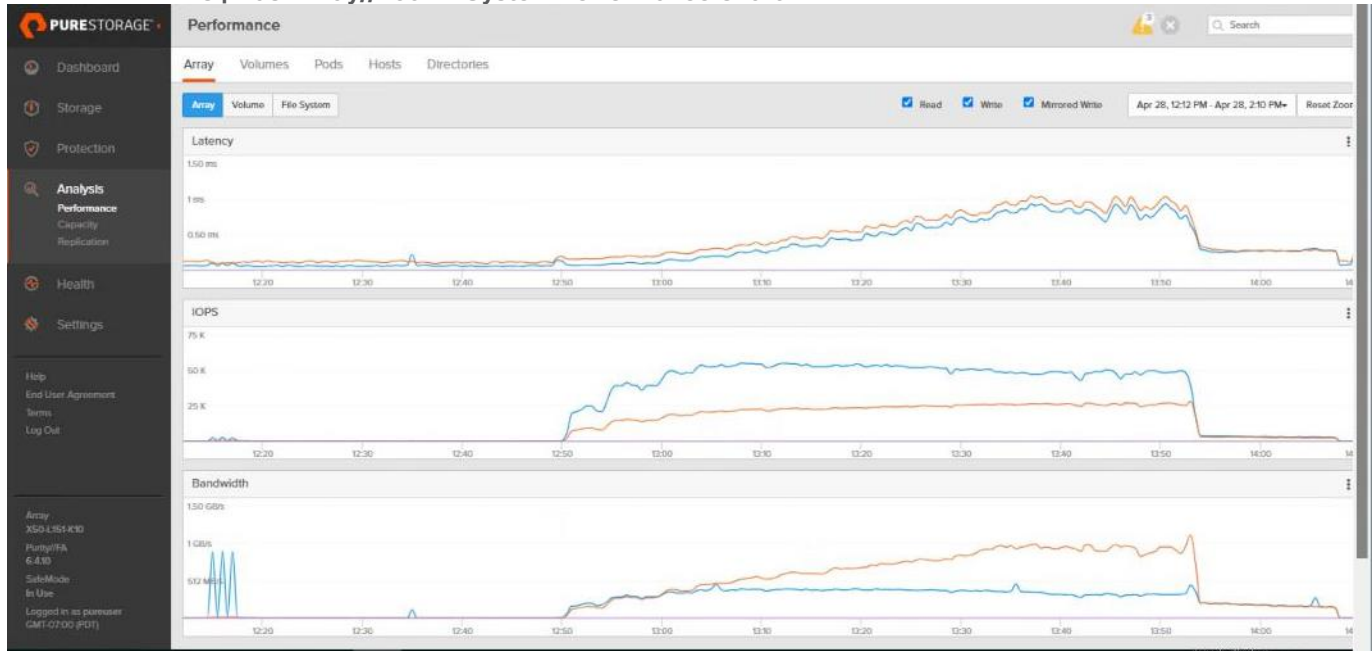 PURESTORAGE
Performance
3
Search
Dashboard
Storage
Protection
Analysis
Performance
Capacity
Replication
Health
Settings
Help
End User Agreement
Terms
Log Out
Array
X50-L151-K10
Purity//FA
6.4.10
SafeMode
In Use
Logged in as pureuser
GMT-07:00 (PDT)
Array Volumes Pods Hosts Directories
Array Volume File System
Read Write Mirrored Write Apr 28, 12:12 PM - Apr 28, 2:10 PM Reset Zoor
Latency
1.50 ms
1 ms
0.50 ms
12:20 12:30 12:40 12:50 13:00 13:10 13:20 13:30 13:40 13:50 14:00
IOPS
75 K
50 K
25 K
12:20 12:30 12:40 12:50 13:00 13:10 13:20 13:30 13:40 13:50 14:00
Bandwidth
1.50 GB/s
1 GB/s
512 MB/s
12:20 12:30 12:40 12:50 13:00 13:10 13:20 13:30 13:40 13:50 14:00